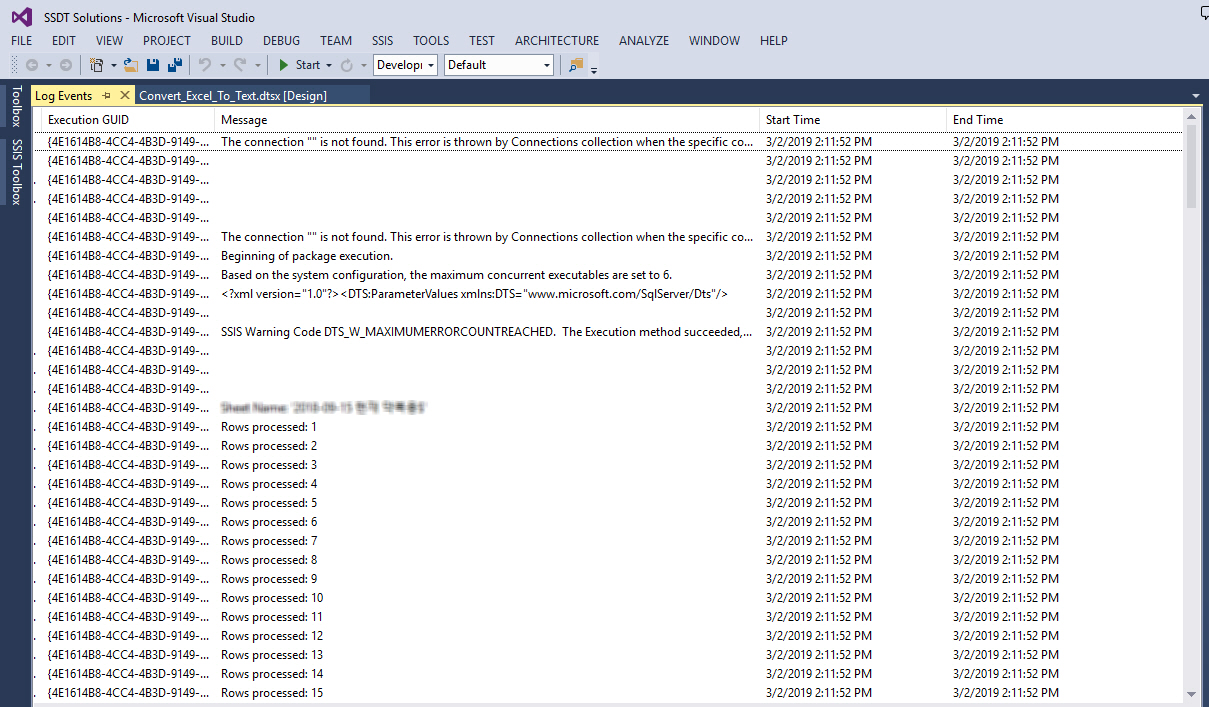 SSDT Solutions - Microsoft Visual Studio
FILE EDIT VIEW PROJECT BUILD DEBUG TEAM SSIS TOOLS TEST ARCHITECTURE ANALYZE WINDOW HELP
Start Developi Default
Toolbox
SSIS Toolbox
Log Events Convert_Excel_To_Text.dtsx [Design]
Execution GUID Message Start Time End Time
{4E1614B8-4CC4-4B3D-9149-... The connection "" is not found. This error is thrown by Connections collection when the specific co... 3/2/2019 2:11:52 PM 3/2/2019 2:11:52 PM
{4E1614B8-4CC4-4B3D-9149-... 3/2/2019 2:11:52 PM 3/2/2019 2:11:52 PM
{4E1614B8-4CC4-4B3D-9149-... 3/2/2019 2:11:52 PM 3/2/2019 2:11:52 PM
{4E1614B8-4CC4-4B3D-9149-... 3/2/2019 2:11:52 PM 3/2/2019 2:11:52 PM
{4E1614B8-4CC4-4B3D-9149-... 3/2/2019 2:11:52 PM 3/2/2019 2:11:52 PM
{4E1614B8-4CC4-4B3D-9149-... The connection "" is not found. This error is thrown by Connections collection when the specific co... 3/2/2019 2:11:52 PM 3/2/2019 2:11:52 PM
{4E1614B8-4CC4-4B3D-9149-... Beginning of package execution. 3/2/2019 2:11:52 PM 3/2/2019 2:11:52 PM
{4E1614B8-4CC4-4B3D-9149-... Based on the system configuration, the maximum concurrent executables are set to 6. 3/2/2019 2:11:52 PM 3/2/2019 2:11:52 PM
{4E1614B8-4CC4-4B3D-9149-... <?xml version="1.0"?><DTS:ParameterValues xmlns:DTS="www.microsoft.com/SqlServer/Dts"/> 3/2/2019 2:11:52 PM 3/2/2019 2:11:52 PM
{4E1614B8-4CC4-4B3D-9149-... 3/2/2019 2:11:52 PM 3/2/2019 2:11:52 PM
{4E1614B8-4CC4-4B3D-9149-... SSIS Warning Code DTS_W_MAXIMUMERRORCOUNTREACHED.  The Execution method succeeded,... 3/2/2019 2:11:52 PM 3/2/2019 2:11:52 PM
{4E1614B8-4CC4-4B3D-9149-... 3/2/2019 2:11:52 PM 3/2/2019 2:11:52 PM
{4E1614B8-4CC4-4B3D-9149-... 3/2/2019 2:11:52 PM 3/2/2019 2:11:52 PM
{4E1614B8-4CC4-4B3D-9149-... 3/2/2019 2:11:52 PM 3/2/2019 2:11:52 PM
{4E1614B8-4CC4-4B3D-9149-... Sheet Name: 3/2/2019 2:11:52 PM 3/2/2019 2:11:52 PM
{4E1614B8-4CC4-4B3D-9149-... Rows processed: 1 3/2/2019 2:11:52 PM 3/2/2019 2:11:52 PM
{4E1614B8-4CC4-4B3D-9149-... Rows processed: 2 3/2/2019 2:11:52 PM 3/2/2019 2:11:52 PM
{4E1614B8-4CC4-4B3D-9149-... Rows processed: 3 3/2/2019 2:11:52 PM 3/2/2019 2:11:52 PM
{4E1614B8-4CC4-4B3D-9149-... Rows processed: 4 3/2/2019 2:11:52 PM 3/2/2019 2:11:52 PM
{4E1614B8-4CC4-4B3D-9149-... Rows processed: 5 3/2/2019 2:11:52 PM 3/2/2019 2:11:52 PM
{4E1614B8-4CC4-4B3D-9149-... Rows processed: 6 3/2/2019 2:11:52 PM 3/2/2019 2:11:52 PM
{4E1614B8-4CC4-4B3D-9149-... Rows processed: 7 3/2/2019 2:11:52 PM 3/2/2019 2:11:52 PM
{4E1614B8-4CC4-4B3D-9149-... Rows processed: 8 3/2/2019 2:11:52 PM 3/2/2019 2:11:52 PM
{4E1614B8-4CC4-4B3D-9149-... Rows processed: 9 3/2/2019 2:11:52 PM 3/2/2019 2:11:52 PM
{4E1614B8-4CC4-4B3D-9149-... Rows processed: 10 3/2/2019 2:11:52 PM 3/2/2019 2:11:52 PM
{4E1614B8-4CC4-4B3D-9149-... Rows processed: 11 3/2/2019 2:11:52 PM 3/2/2019 2:11:52 PM
{4E1614B8-4CC4-4B3D-9149-... Rows processed: 12 3/2/2019 2:11:52 PM 3/2/2019 2:11:52 PM
{4E1614B8-4CC4-4B3D-9149-... Rows processed: 13 3/2/2019 2:11:52 PM 3/2/2019 2:11:52 PM
{4E1614B8-4CC4-4B3D-9149-... Rows processed: 14 3/2/2019 2:11:52 PM 3/2/2019 2:11:52 PM
{4E1614B8-4CC4-4B3D-9149-... Rows processed: 15 3/2/2019 2:11:52 PM 3/2/2019 2:11:52 PM